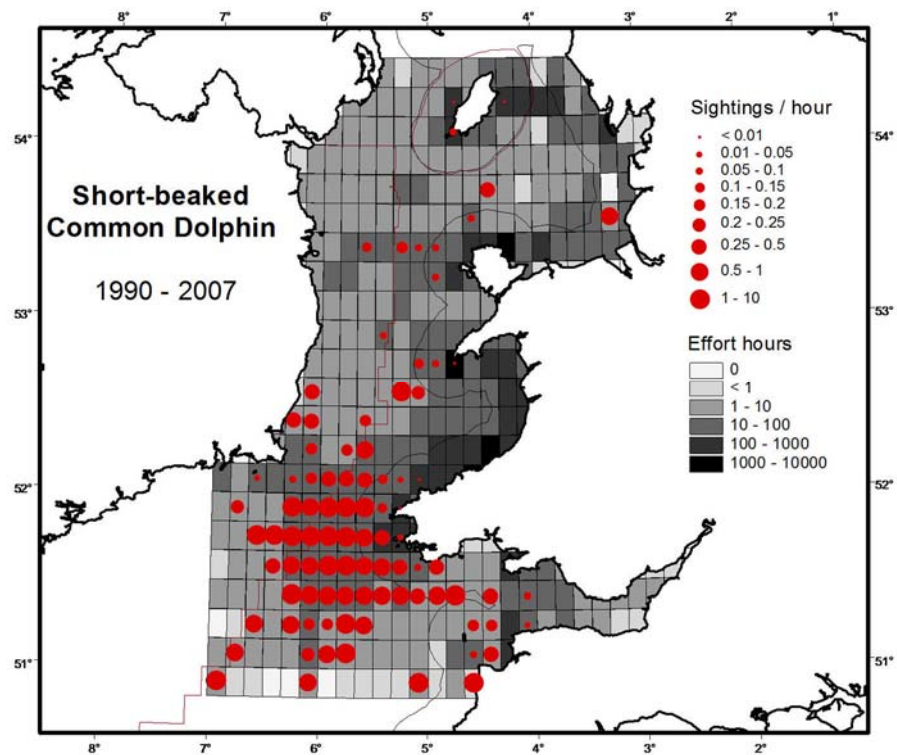 8° 7° 6° 5° 4° 3° 2° 1°
54°
53°
52°
51°
Short-beaked
Common Dolphin
1990 - 2007
Sightings / hour
< 0.01
0.01 - 0.05
0.05 - 0.1
0.1 - 0.15
0.15 - 0.2
0.2 - 0.25
0.25 - 0.5
0.5 - 1
1 - 10
Effort hours
0
< 1
1 - 10
10 - 100
100 - 1000
1000 - 10000
54°
53°
52°
51°
8° 7° 6° 5° 4° 3° 2° 1°